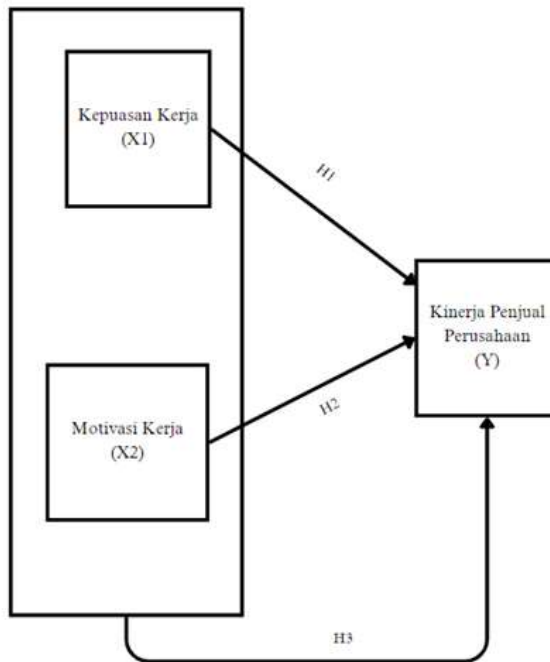 Kepuasan Kerja
(X1)
H1
Kinerja Penjual
Perusahaan
(Y)
H2
Motivasi Kerja
(X2)
H3